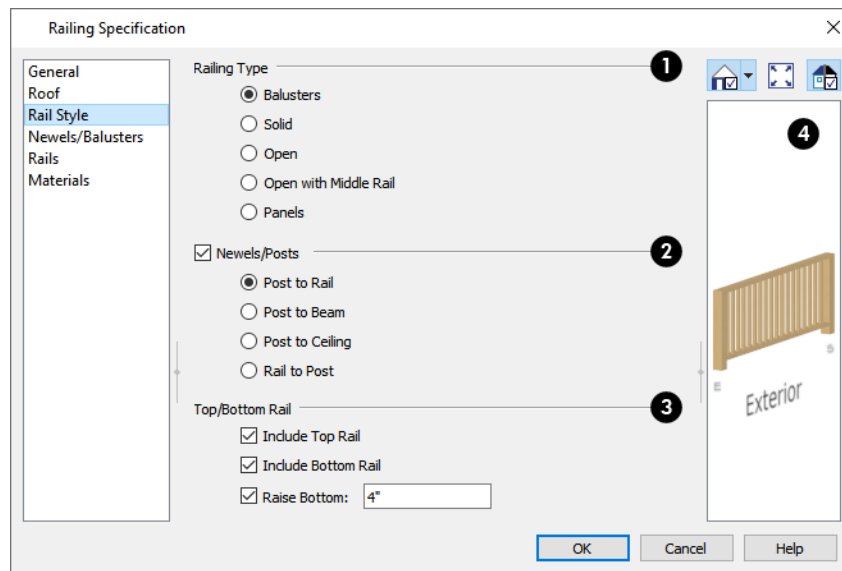 Railing Specification
General
Roof
Rail Style
Newels/Balusters
Rails
Materials
Railing Type
1
Balusters
Solid
Open
Open with Middle Rail
Panels
Newels/Posts
2
Post to Rail
Post to Beam
Post to Ceiling
Rail to Post
Top/Bottom Rail
3
Include Top Rail
Include Bottom Rail
Raise Bottom: 4"
4
E
S
Exterior
OK
Cancel
Help